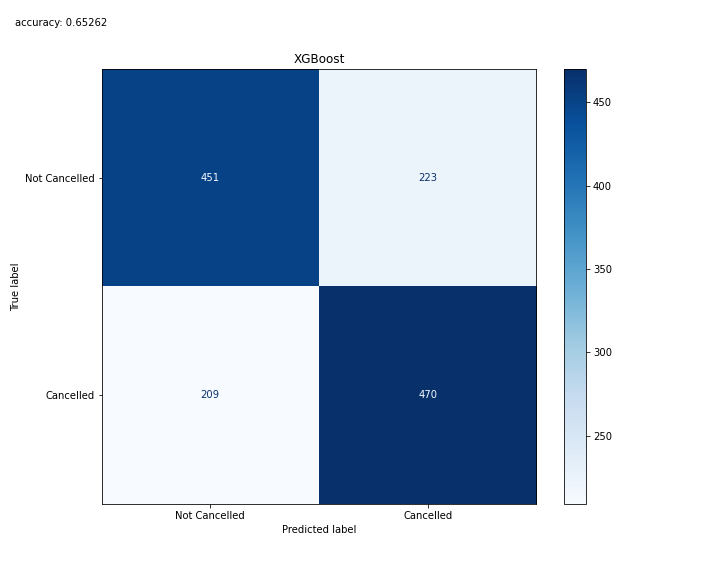 accuracy: 0.65262
XGBoost
450
400
350
300
250
Not Cancelled
451
223
True label
Cancelled
209
470
Not Cancelled
Cancelled
Predicted label